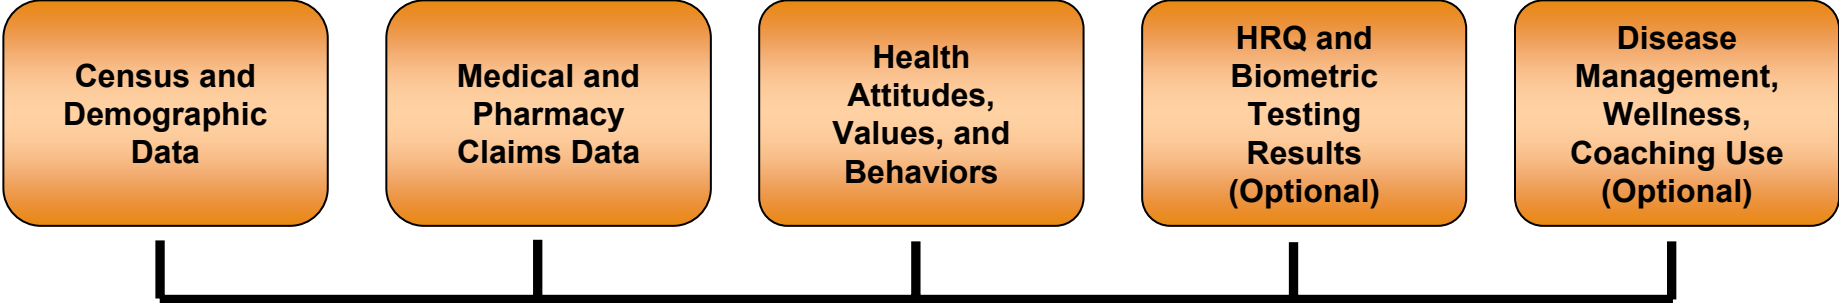 Census and
Demographic
Data
Medical and
Pharmacy
Claims Data
Health
Attitudes,
Values, and
Behaviors
HRQ and
Biometric
Testing
Results
(Optional)
Disease
Management,
Wellness,
Coaching Use
(Optional)